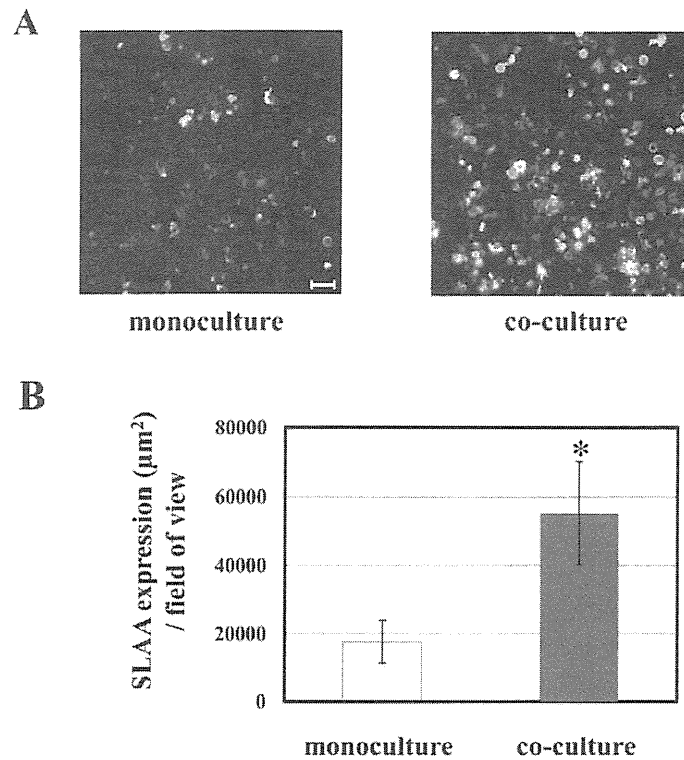 A
monoculture
co-culture
B
SLAA expression (μm²)
/ field of view
80000
60000
40000
20000
0
*
monoculture
co-culture